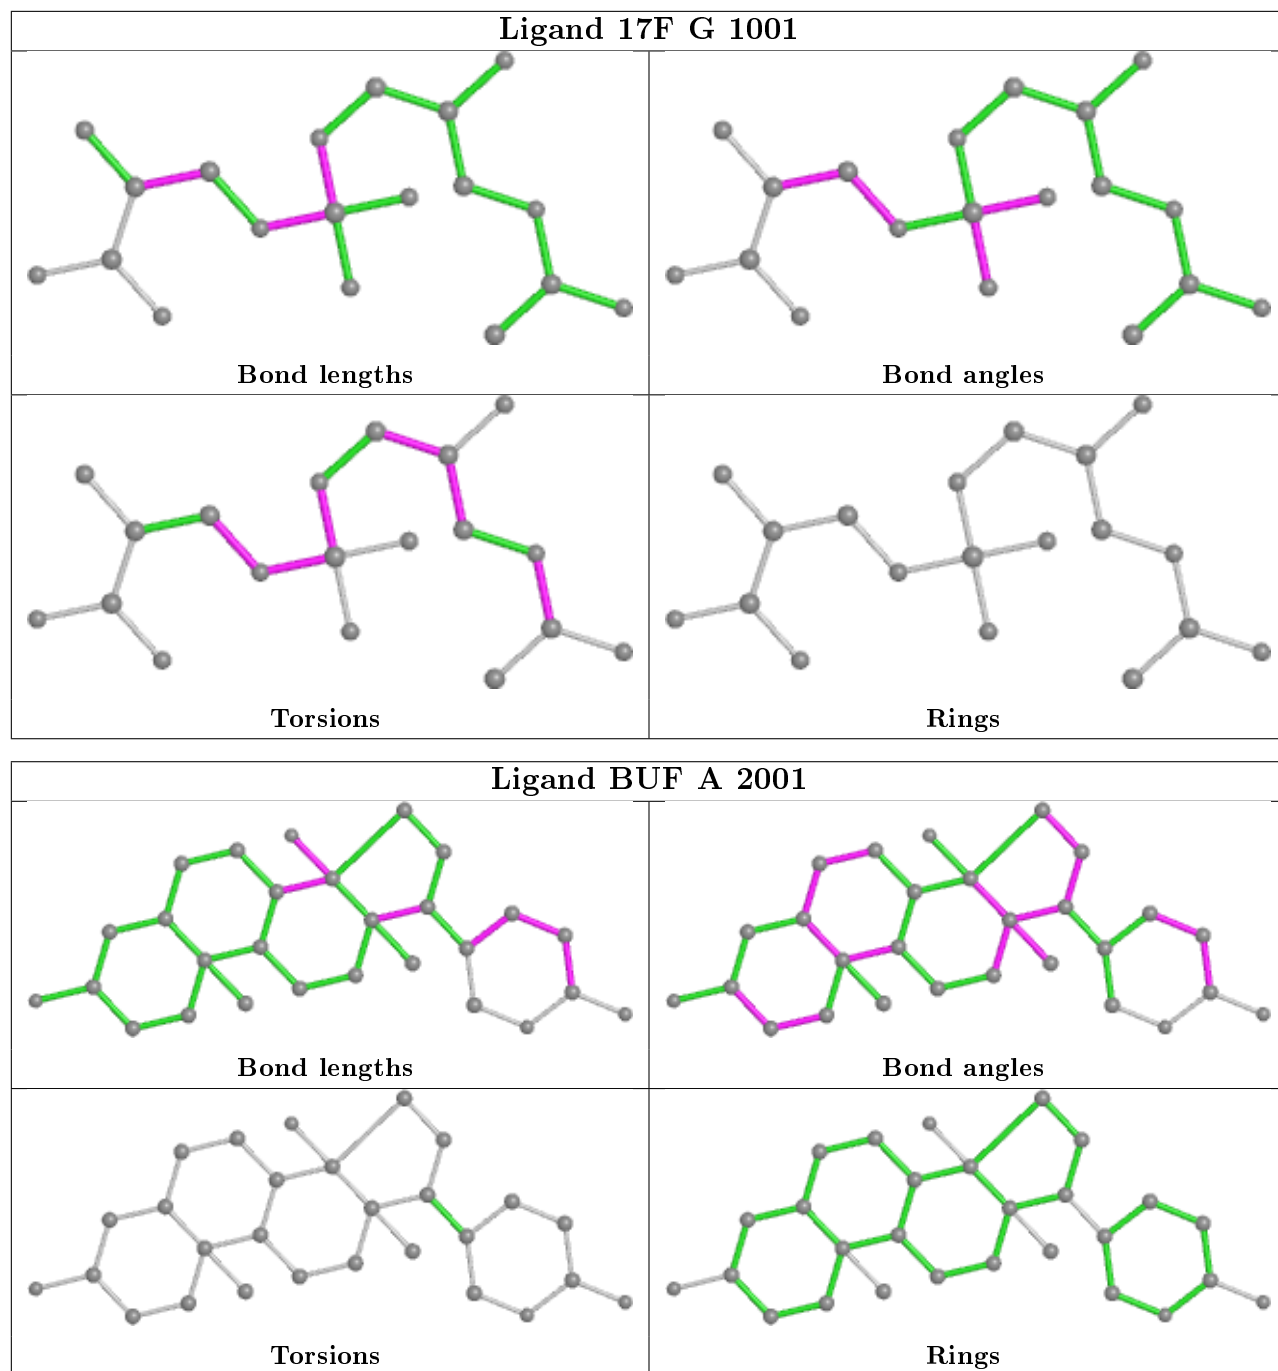 Ligand 17F G 1001
Bond lengths
Bond angles
Torsions
Rings
Ligand BUF A 2001
Bond lengths
Bond angles
Torsions
Rings